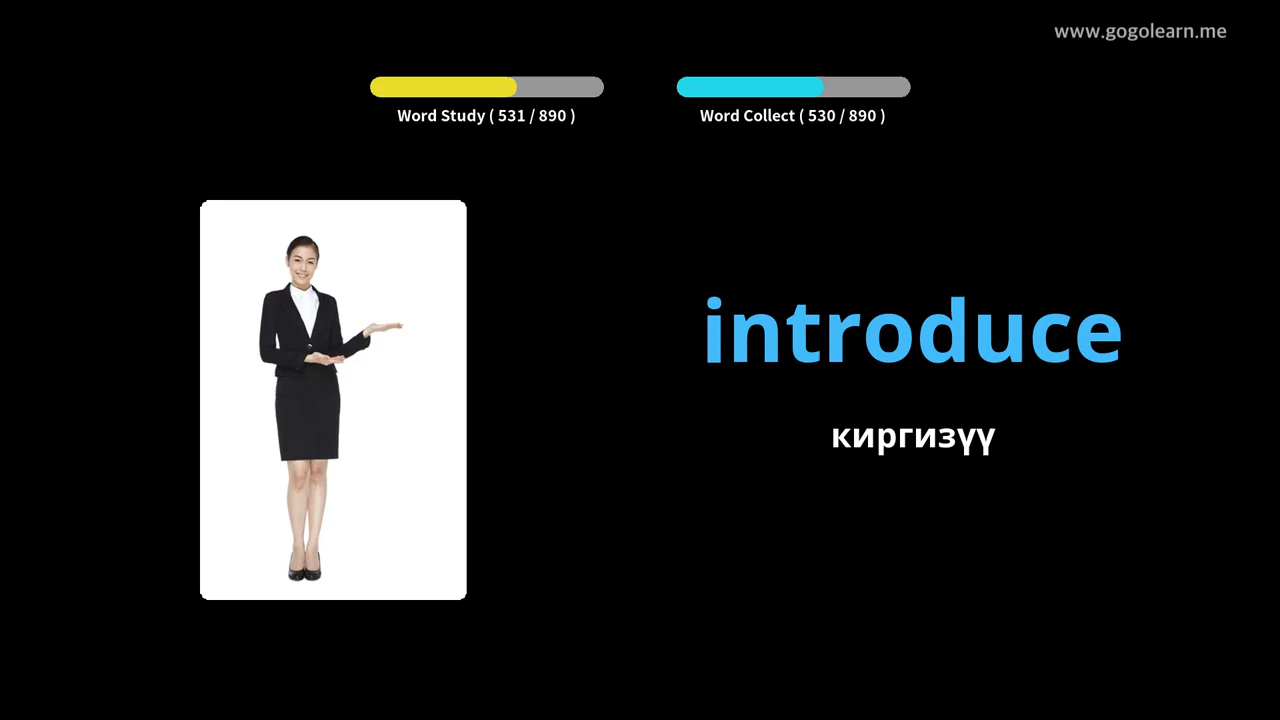 www.gogolearn.me
Word Study ( 531 / 890 )
Word Collect ( 530 / 890 )
introduce
киргизүү